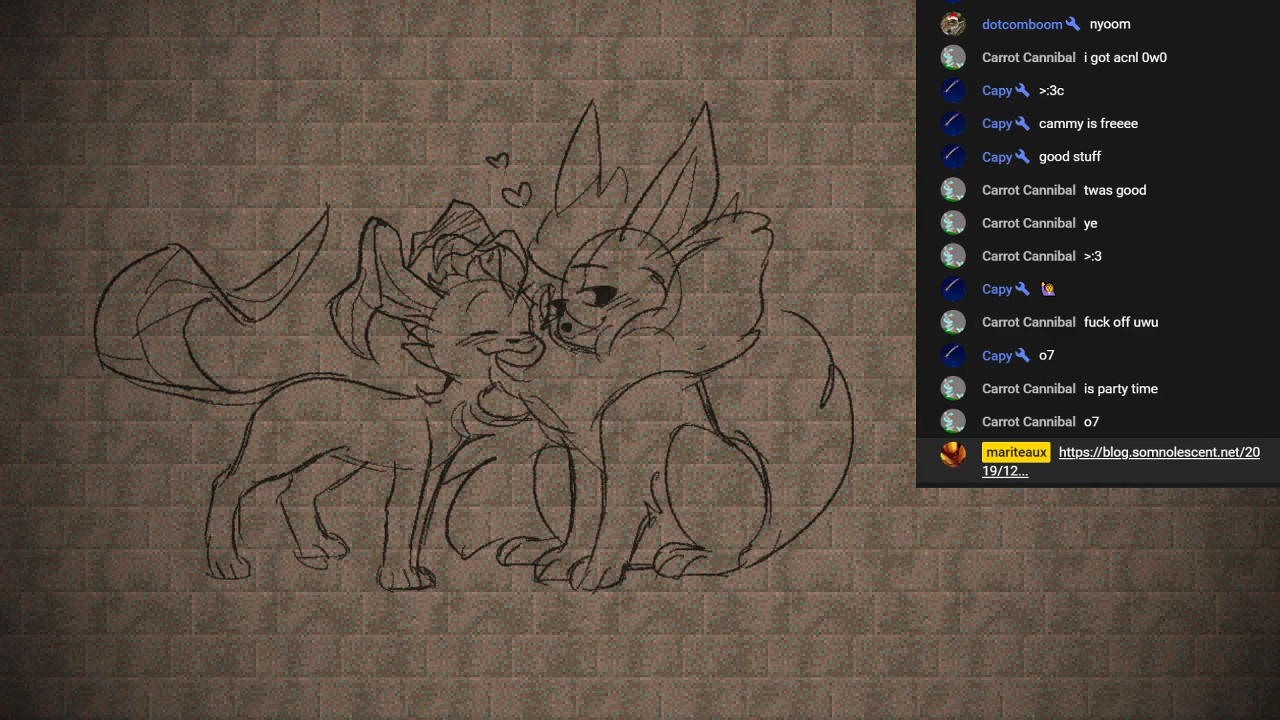 dotcomboom nyoom
Carrot Cannibal i got acnl 0w0
Capy >:3c
Capy cammy is freeee
Capy good stuff
Carrot Cannibal twas good
Carrot Cannibal ye
Carrot Cannibal >:3
Capy 🙋
Carrot Cannibal fuck off uwu
Capy o7
Carrot Cannibal is party time
Carrot Cannibal o7
mariteaux https://blog.somnolescent.net/20
19/12...